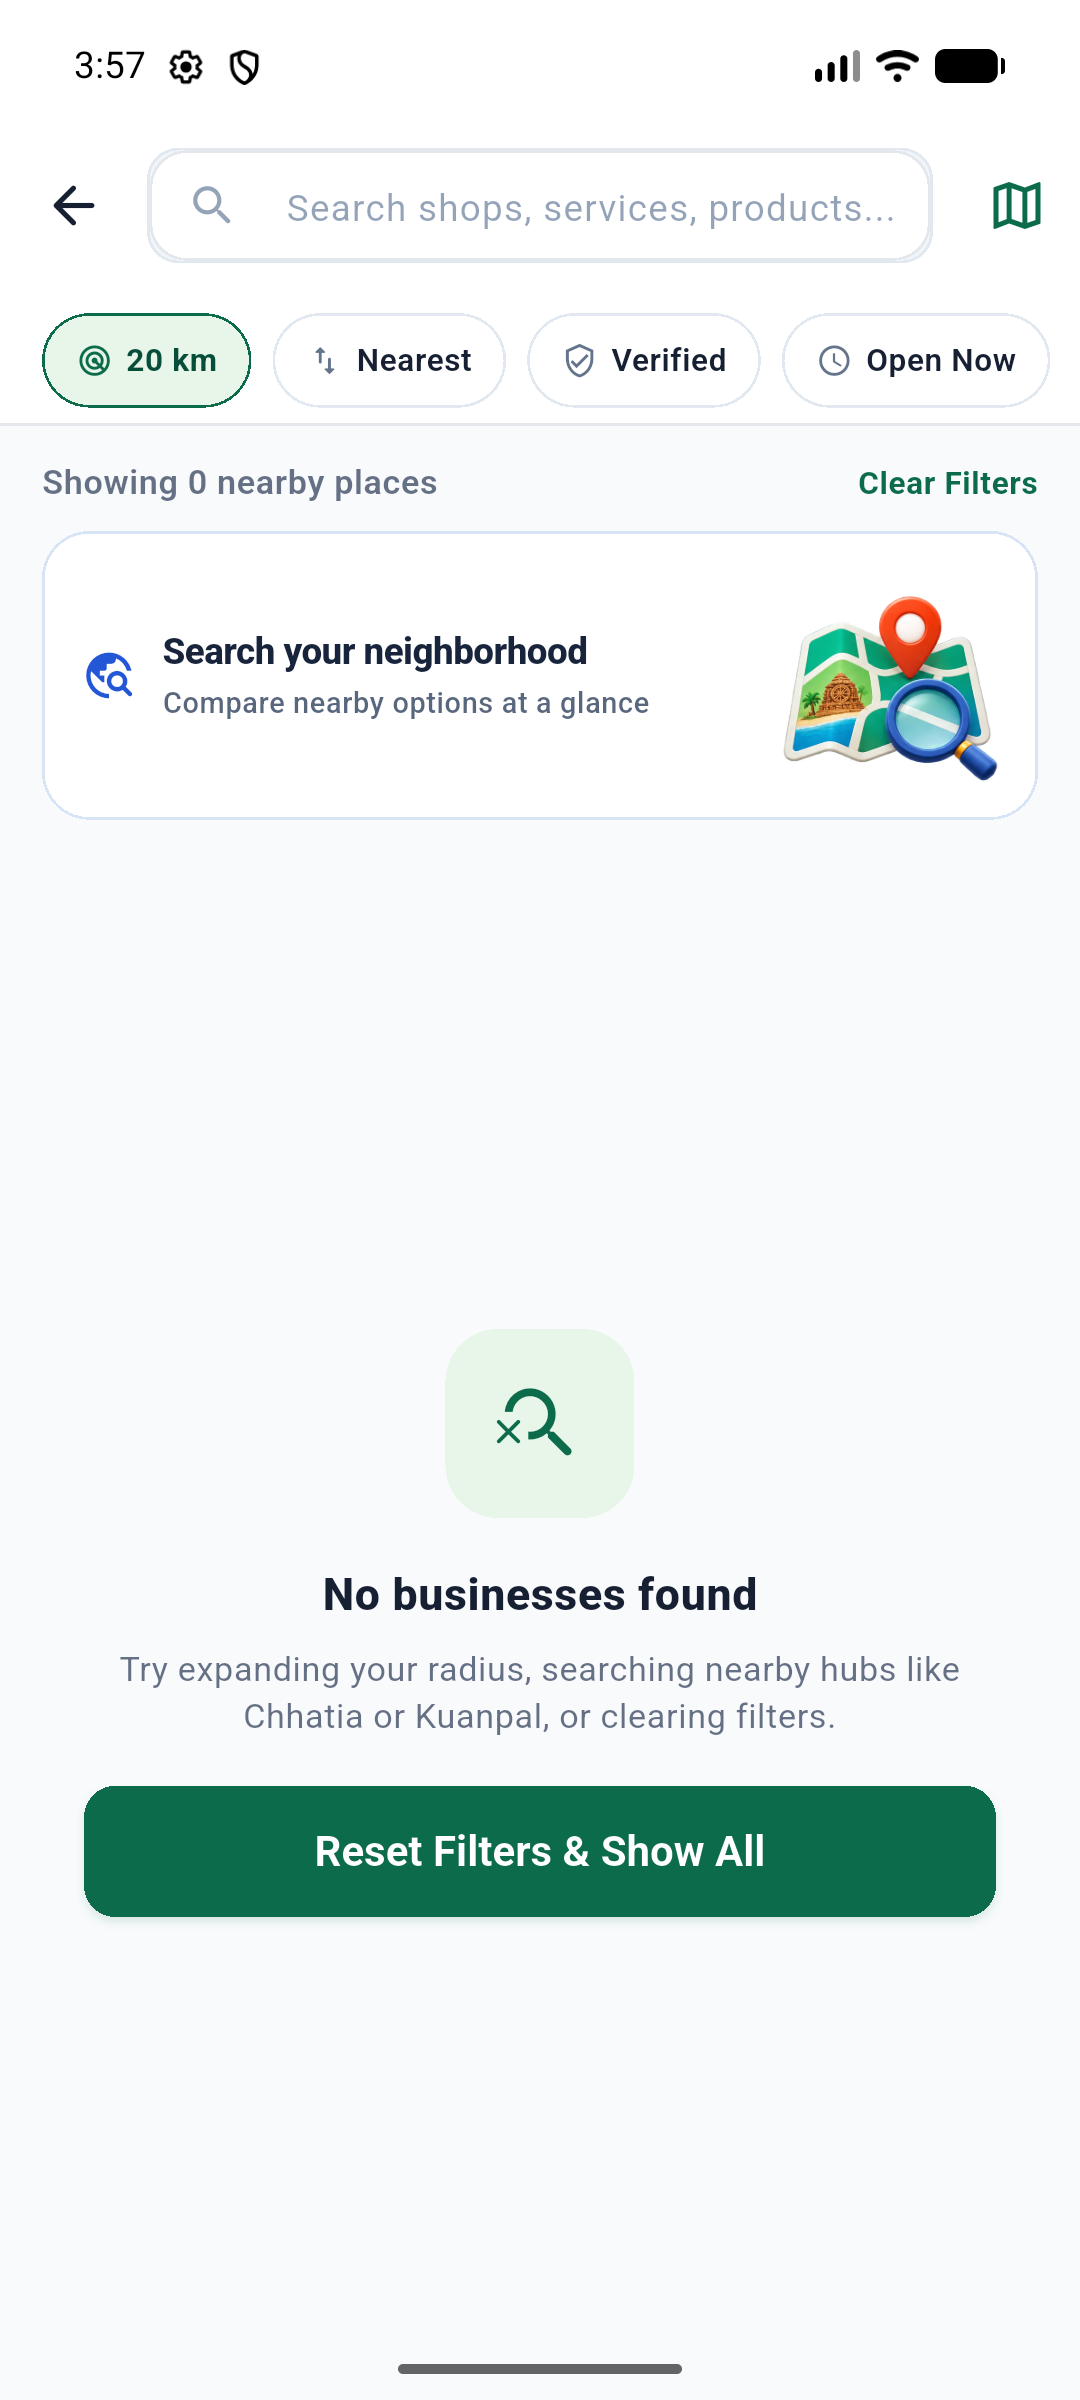 3:57
Search shops, services, products...
20 km
Nearest
Verified
Open Now
Showing 0 nearby places
Clear Filters
Search your neighborhood
Compare nearby options at a glance
No businesses found
Try expanding your radius, searching nearby hubs like
Chhatia or Kuanpal, or clearing filters.
Reset Filters & Show All